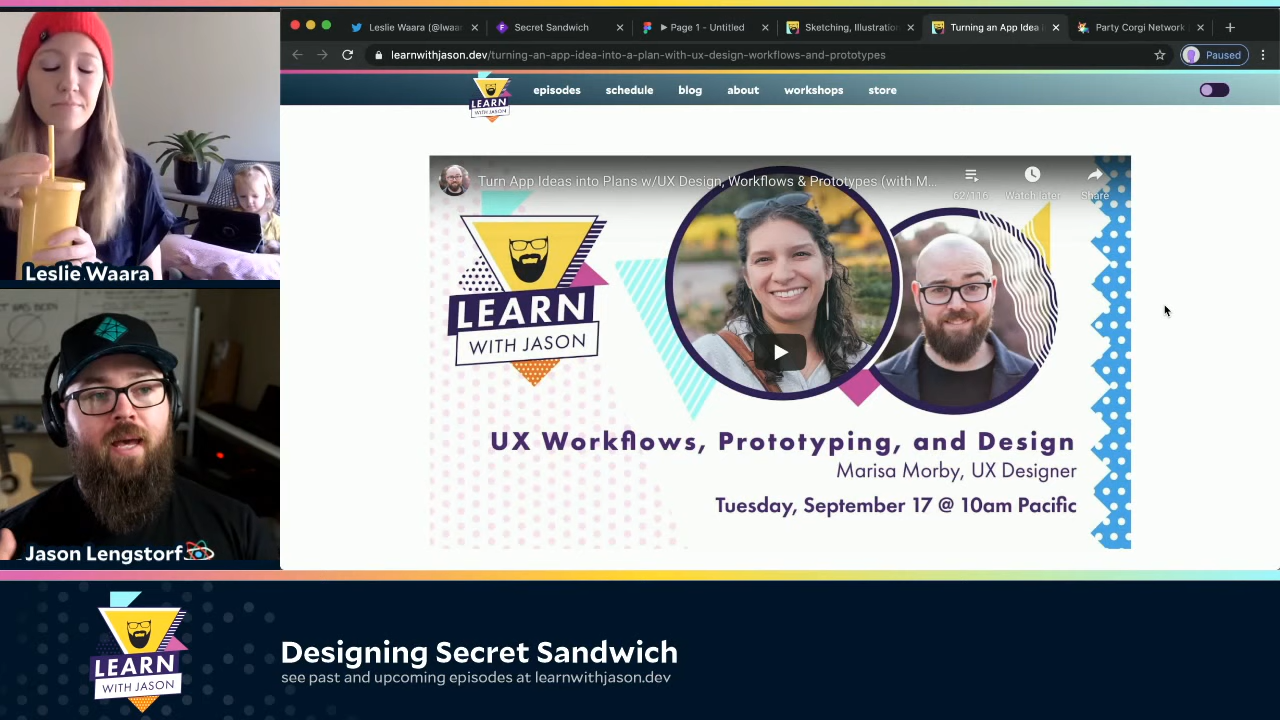 Leslie Waara (@lwaar
Secret Sandwich
Page 1 - Untitled
Sketching, Illustration
Turning an App Idea i
Party Corgi Network
learnwithjason.dev/turning-an-app-idea-into-a-plan-with-ux-design-workflows-and-prototypes
Paused
LEARN
WITH JASON
episodes
schedule
blog
about
workshops
store
Turn App Ideas into Plans w/UX Design, Workflows & Prototypes (with M...
62/116
Watch later
Share
LEARN
WITH JASON
UX Workflows, Prototyping, and Design
Marisa Morby, UX Designer
Tuesday, September 17 @ 10am Pacific
Leslie Waara
Jason Lengstorf
LEARN
WITH JASON
Designing Secret Sandwich
see past and upcoming episodes at learnwithjason.dev